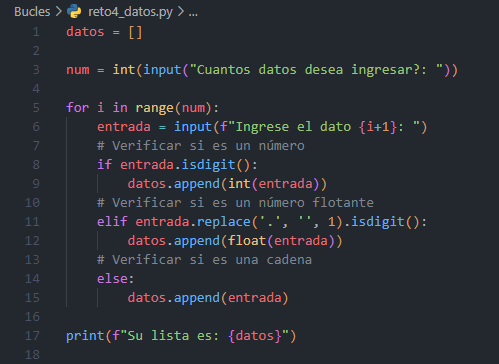 Bucles > reto4_datos.py > ...
1 datos = []
2
3 num = int(input("Cuantos datos desea ingresar?: "))
4
5 for i in range(num):
6     entrada = input(f"Ingrese el dato {i+1}: ")
7     # Verificar si es un número
8     if entrada.isdigit():
9         datos.append(int(entrada))
10     # Verificar si es un número flotante
11     elif entrada.replace('.', '', 1).isdigit():
12         datos.append(float(entrada))
13     # Verificar si es una cadena
14     else:
15         datos.append(entrada)
16
17 print(f"Su lista es: {datos}")
18